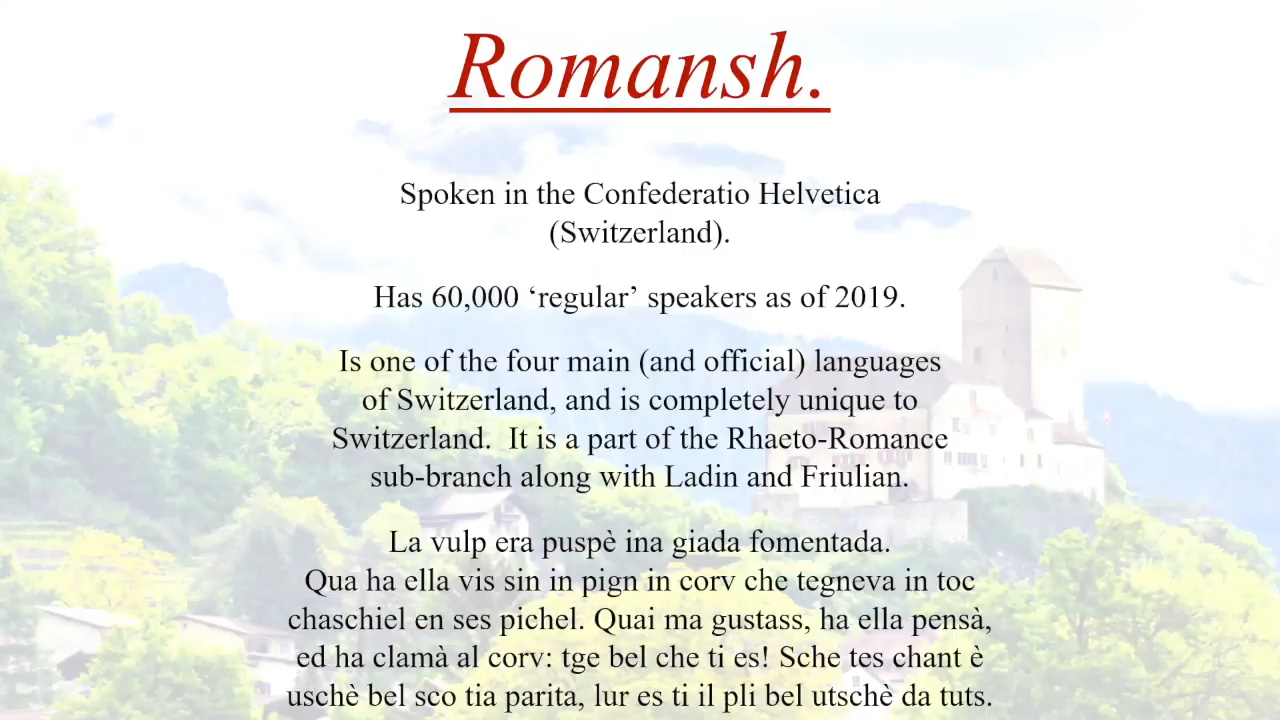 Romansh.
Spoken in the Confederatio Helvetica
(Switzerland).
Has 60,000 ‘regular’ speakers as of 2019.
Is one of the four main (and official) languages
of Switzerland, and is completely unique to
Switzerland.  It is a part of the Rhaeto-Romance
sub-branch along with Ladin and Friulian.
La vulp era puspè ina giada fomentada.
Qua ha ella vis sin in pign in corv che tegneva in toc
chaschiel en ses pichel. Quai ma gustass, ha ella pensà,
ed ha clamà al corv: tge bel che ti es! Sche tes chant è
uschè bel sco tia parita, lur es ti il pli bel utschè da tuts.